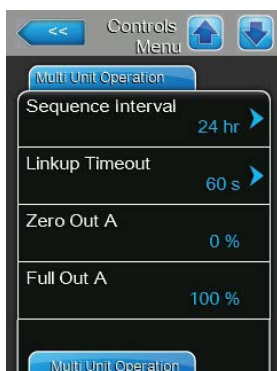 << Controls
Menu
Multi Unit Operation
Sequence Interval
24 hr
Linkup Timeout
60 s
Zero Out A
0 %
Full Out A
100 %
Multi Unit Operation